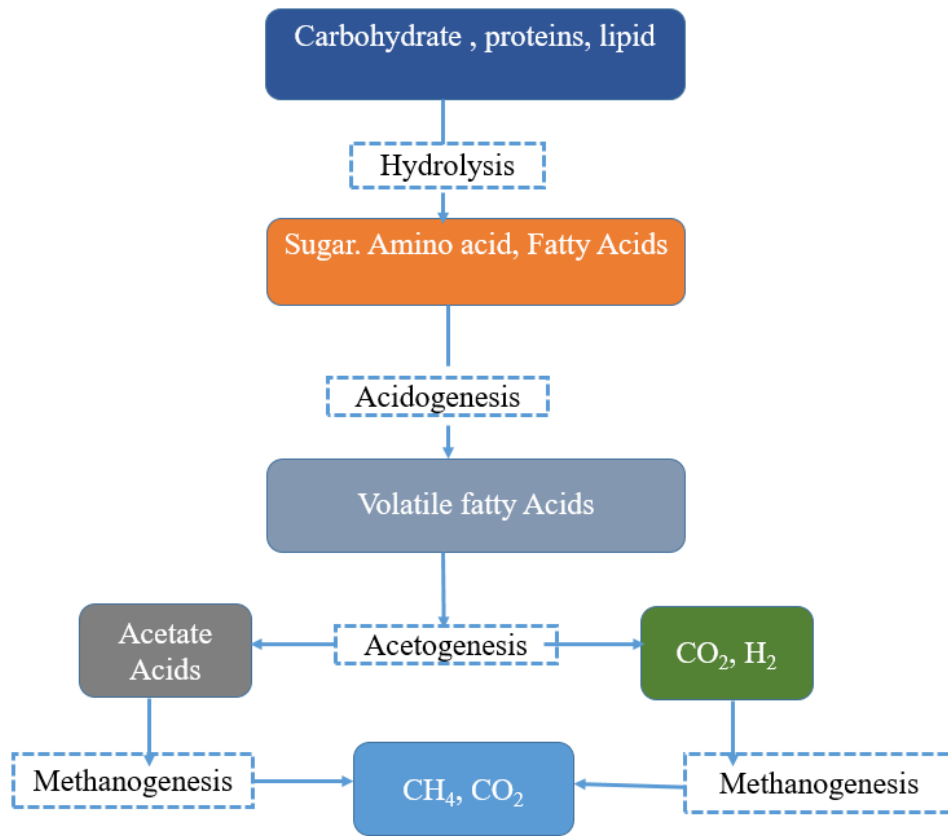 Carbohydrate , proteins, lipid
Hydrolysis
Sugar. Amino acid, Fatty Acids
Acidogenesis
Volatile fatty Acids
Acetate
Acids
Acetogenesis
CO₂, H₂
Methanogenesis
CH₄, CO₂
Methanogenesis